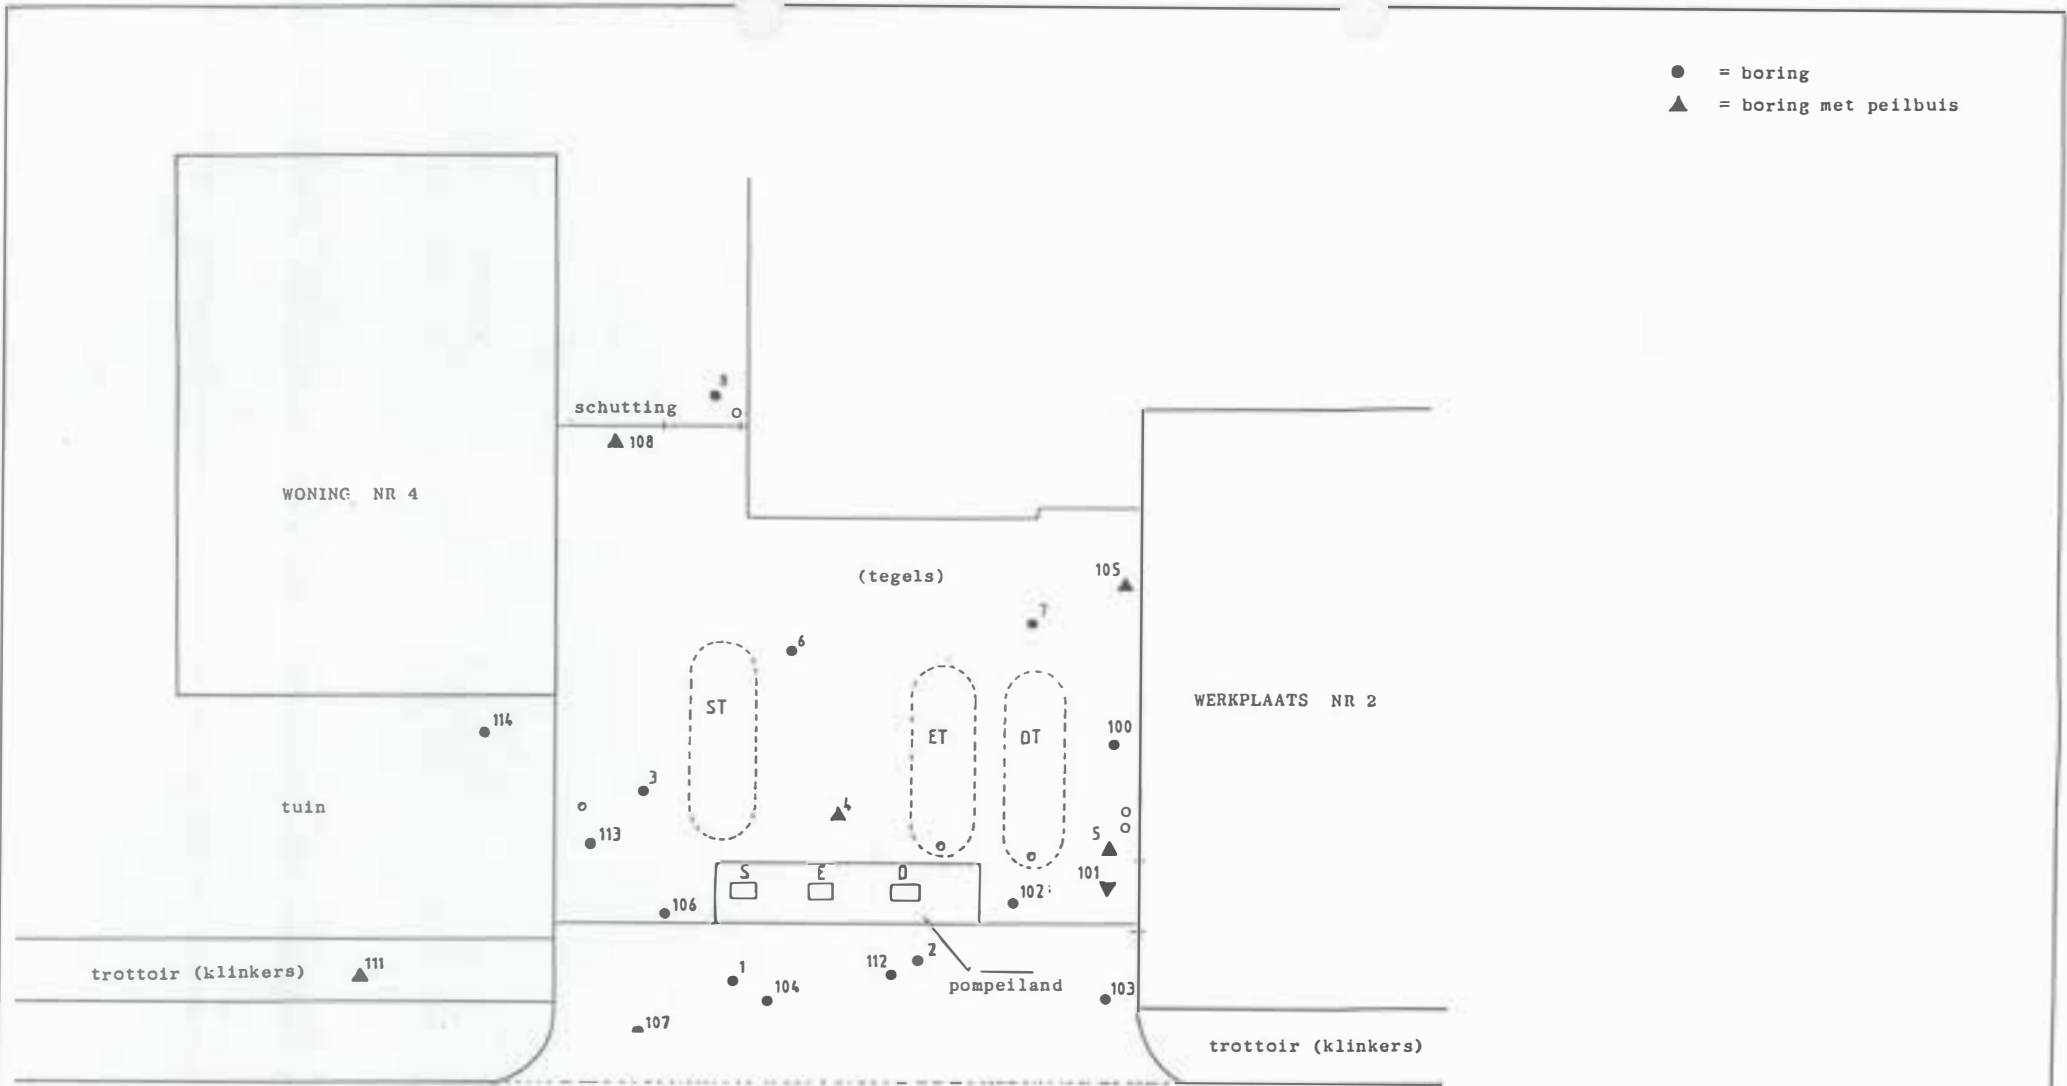 = boring
= boring met peilbuis
schutting
108
WONING NR 4
(tegels)
105
7
6
ST
WERKPLAATS NR 2
114
100
ET
DT
3
tuin
4
113
5
S
E
D
101
102
106
trottoir (klinkers)
111
1
112
2
104
pompeiland
103
107
trottoir (klinkers)